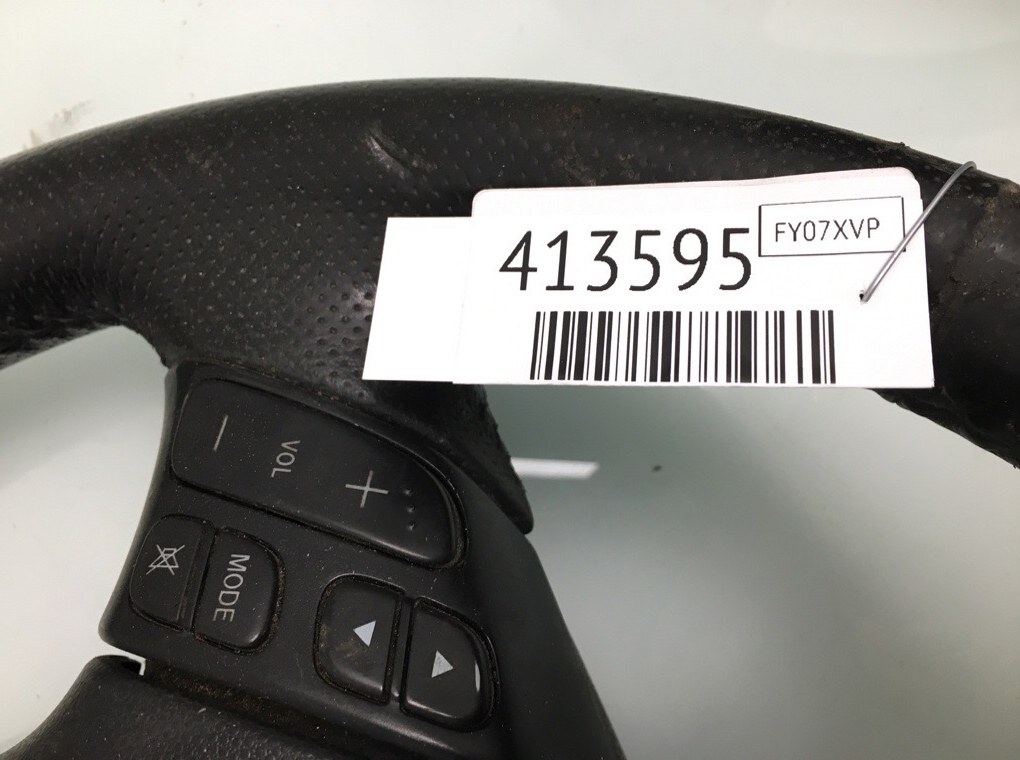 FY07XVP
413595
− VOL +
MODE